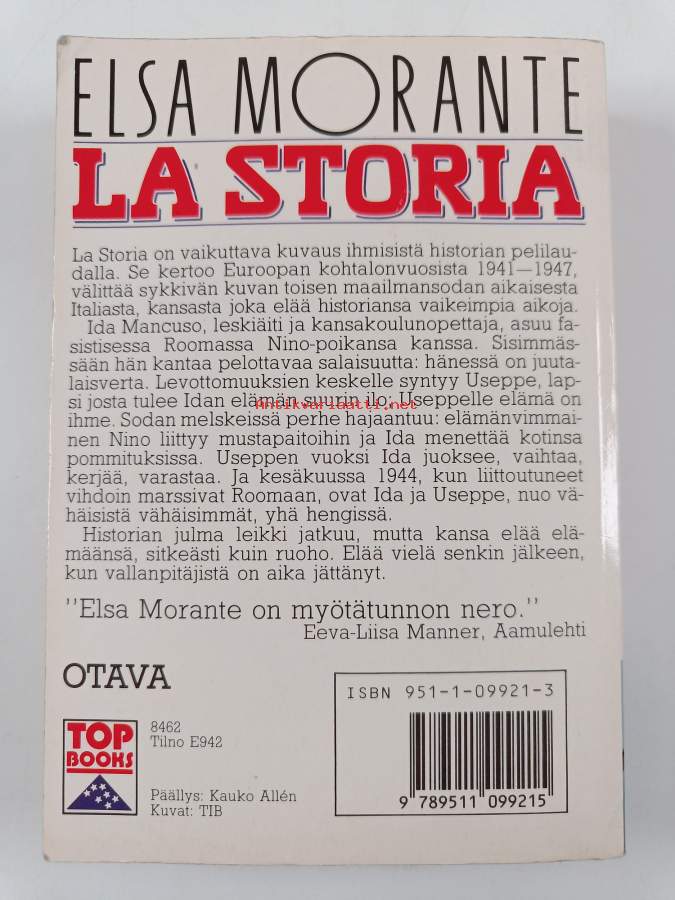 ELSA MORANTE
LA STORIA
La Storia on vaikuttava kuvaus ihmisistä historian pelilau-
dalla. Se kertoo Euroopan kohtalonvuosista 1941—1947,
välittää sykkivän kuvan toisen maailmansodan aikaisesta
Italiasta, kansasta joka elää historiansa vaikeimpia aikoja.
Ida Mancuso, leskiäiti ja kansakoulunopettaja, asuu fa-
sistisessa Roomassa Nino-poikansa kanssa. Sisimmäs-
sään hän kantaa pelottavaa salaisuutta: hänessä on juuta-
laisverta. Levottomuuksien keskelle syntyy Useppe, lap-
si josta tulee Idan elämän suurin ilo; Useppelle elämä on
Antikvariaatti.net
ihme. Sodan melskeissä perhe hajaantuu: elämänvimmai-
nen Nino liittyy mustapaitoihin ja Ida menettää kotinsa
pommituksissa. Useppen vuoksi Ida juoksee, vaihtaa,
kerjää, varastaa. Ja kesäkuussa 1944, kun liittoutuneet
vihdoin marssivat Roomaan, ovat Ida ja Useppe, nuo vä-
häisistä vähäisimmät, yhä hengissä.
Historian julma leikki jatkuu, mutta kansa elää elä-
määnsä, sitkeästi kuin ruoho. Elää vielä senkin jälkeen,
kun vallanpitäjistä on aika jättänyt.
"Elsa Morante on myötätunnon nero."
Eeva-Liisa Manner, Aamulehti
OTAVA
ISBN 951-1-09921-3
TOP
BOOKS
8462
Tilno E942
Päällys: Kauko Allén
Kuvat: TIB
9 789511 099215